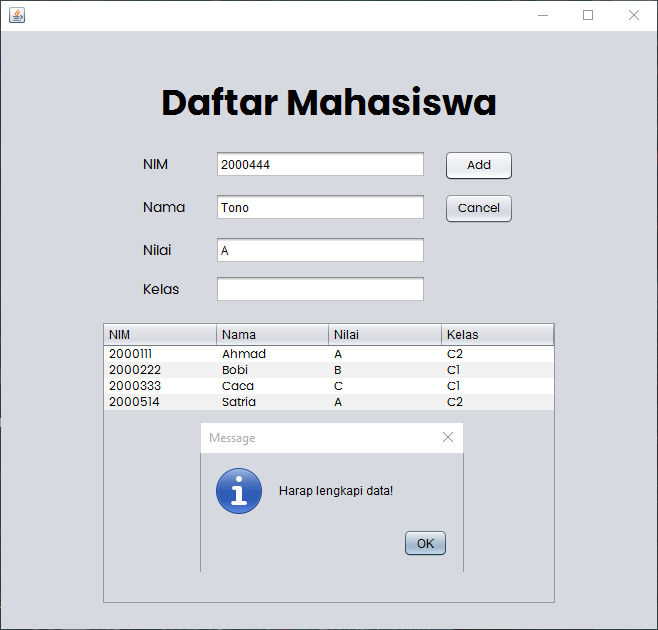 Daftar Mahasiswa
NIM 2000444 Add
Nama Tono Cancel
Nilai A
Kelas
NIM Nama Nilai Kelas
2000111 Ahmad A C2
2000222 Bobi B C1
2000333 Caca C C1
2000514 Satria A C2
Message
Harap lengkapi data!
OK